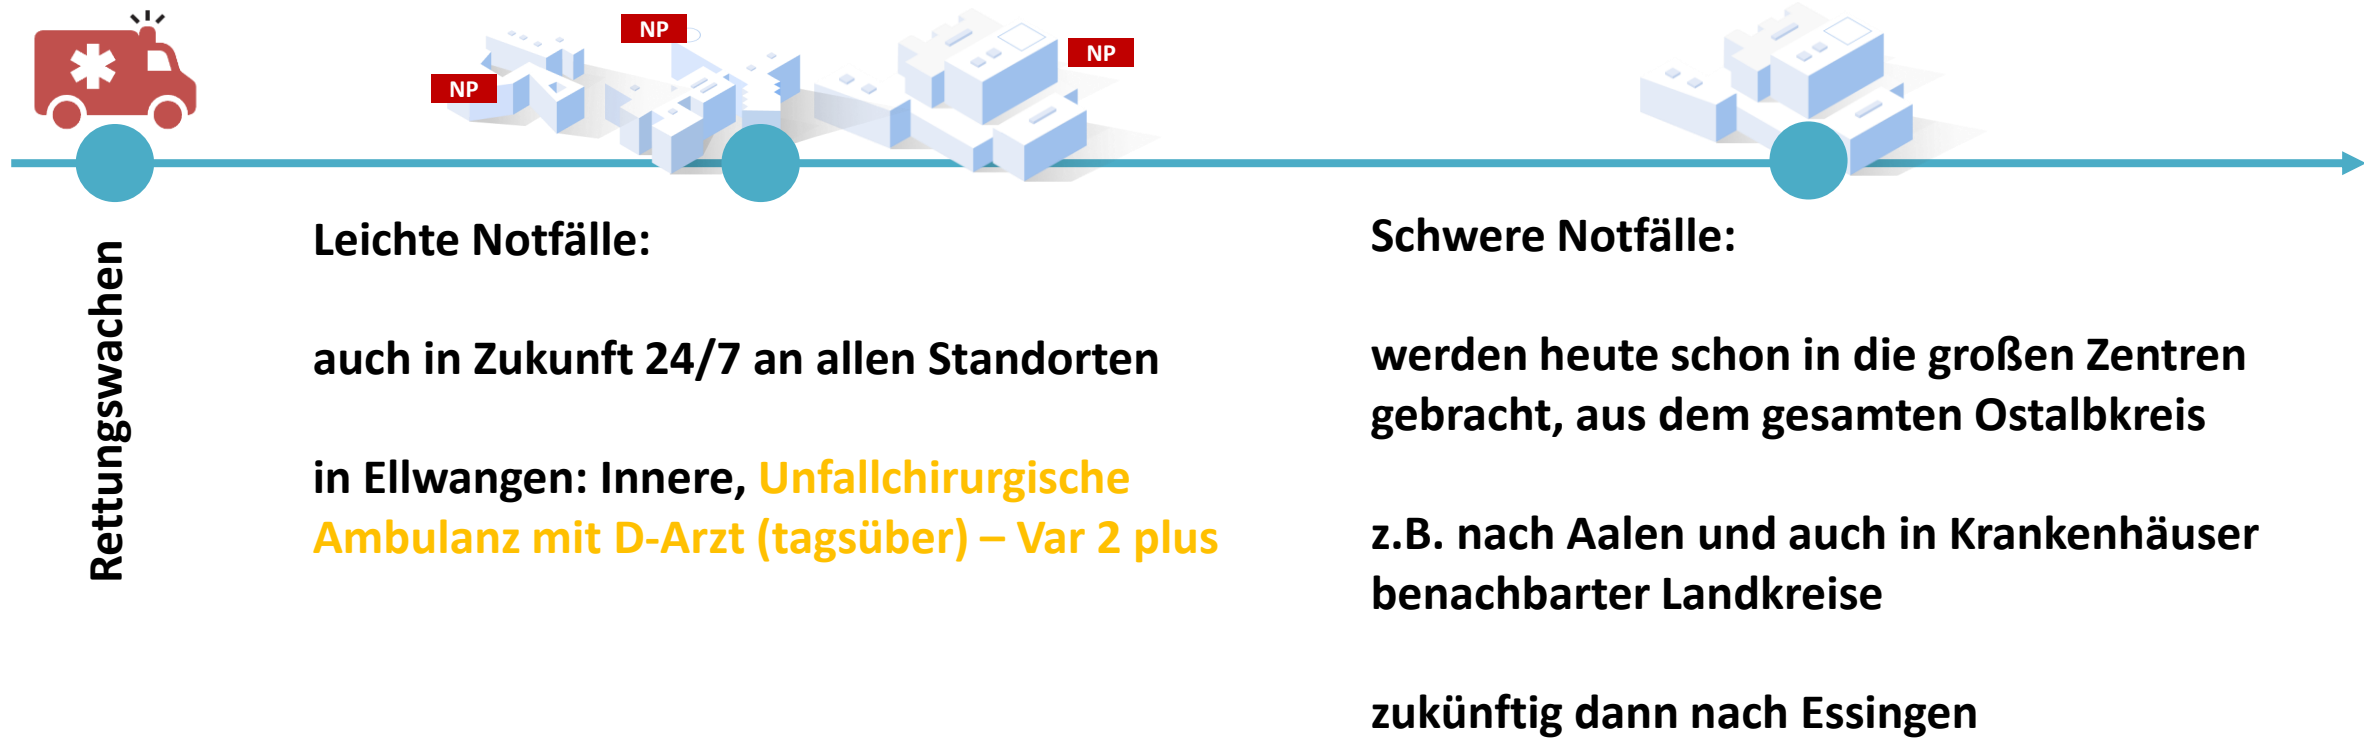 NP
NP
NP
Rettungswachen
Leichte Notfälle:
auch in Zukunft 24/7 an allen Standorten
in Ellwangen: Innere, Unfallchirurgische
Ambulanz mit D-Arzt (tagsüber) – Var 2 plus
Schwere Notfälle:
werden heute schon in die großen Zentren
gebracht, aus dem gesamten Ostalbkreis
z.B. nach Aalen und auch in Krankenhäuser
benachbarter Landkreise
zukünftig dann nach Essingen